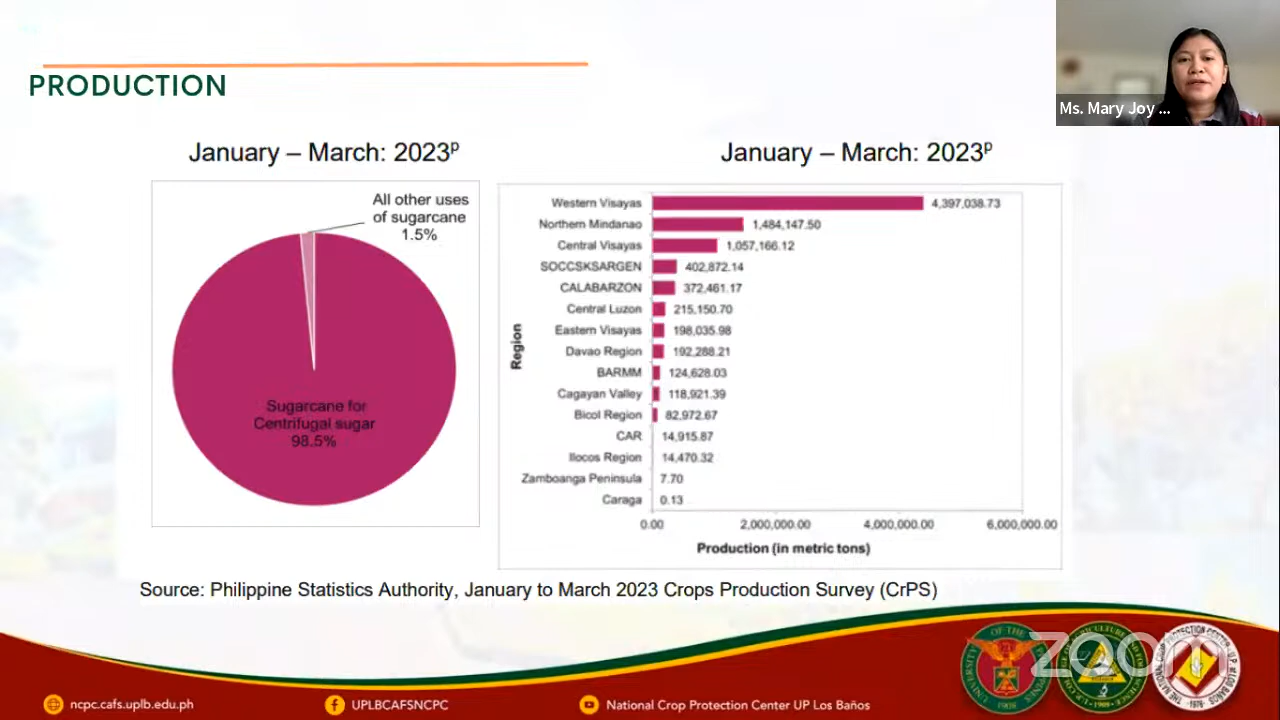 PRODUCTION
Ms. Mary Joy ...
January – March: 2023ᵖ
All other uses
of sugarcane
1.5%
Sugarcane for
Centrifugal sugar
98.5%
January – March: 2023ᵖ
Region
Western Visayas 4,397,038.73
Northern Mindanao 1,484,147.50
Central Visayas 1,057,166.12
SOCCSKSARGEN 402,872.14
CALABARZON 372,461.17
Central Luzon 215,150.70
Eastern Visayas 198,035.98
Davao Region 192,288.21
BARMM 124,628.03
Cagayan Valley 118,921.39
Bicol Region 82,972.67
CAR 14,915.87
Ilocos Region 14,470.32
Zamboanga Peninsula 7.70
Caraga 0.13
0.00 2,000,000.00 4,000,000.00 6,000,000.00
Production (in metric tons)
Source: Philippine Statistics Authority, January to March 2023 Crops Production Survey (CrPS)
zoom
ncpc.cafs.uplb.edu.ph
UPLBCAFSNCPC
National Crop Protection Center UP Los Baños